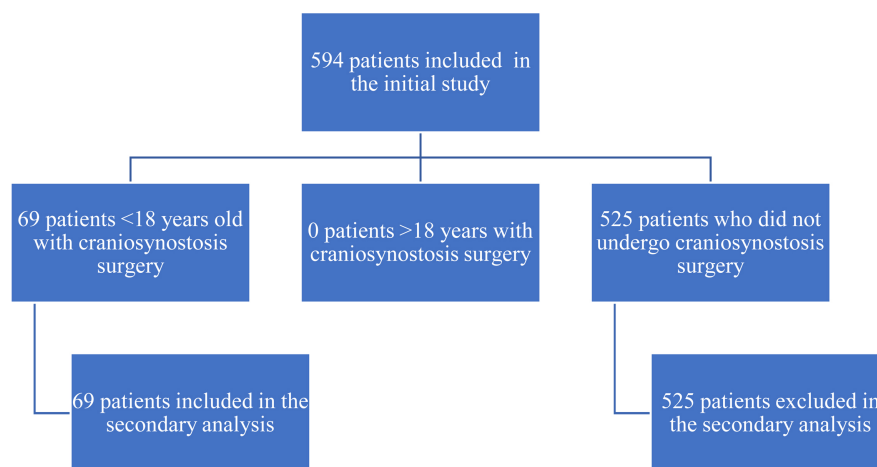 594 patients included in
the initial study
69 patients <18 years old
with craniosynostosis
surgery
0 patients >18 years with
craniosynostosis surgery
525 patients who did not
undergo craniosynostosis
surgery
69 patients included in the
secondary analysis
525 patients excluded in
the secondary analysis